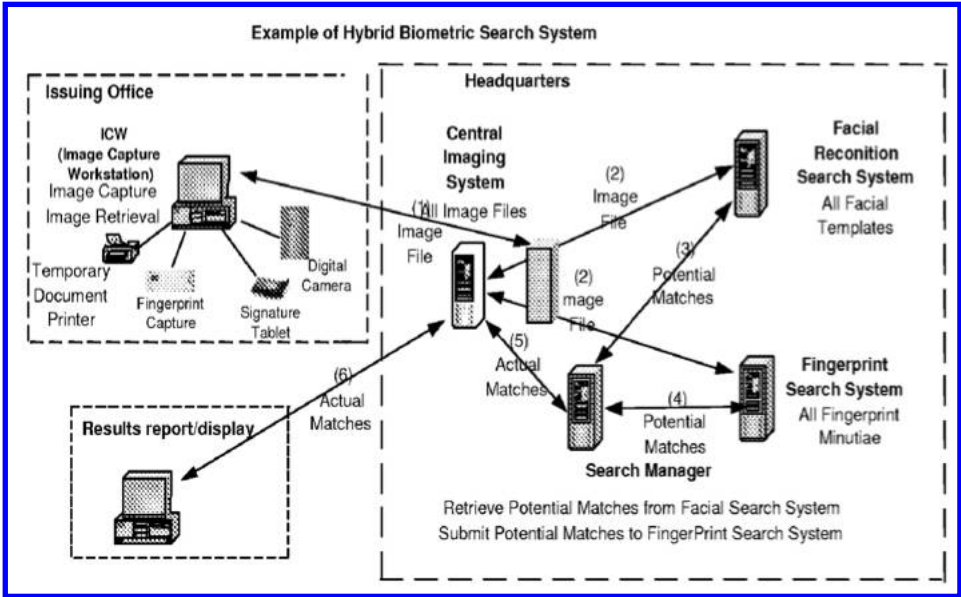 Example of Hybrid Biometric Search System
Issuing Office
ICW
(Image Capture
Workstation)
Image Capture
Image Retrieval
Temporary
Document
Printer
Fingerprint
Capture
Signature
Tablet
Digital
Camera
Headquarters
Central
Imaging
System
All Image Files
(1)
Image
File
(2)
Image
File
(2)
mage
File
Facial
Reconition
Search System
All Facial
Templates
(3)
Potential
Matches
(5)
Actual
Matches
(4)
Potential
Matches
Fingerprint
Search System
All Fingerprint
Minutiae
Search Manager
Retrieve Potential Matches from Facial Search System
Submit Potential Matches to FingerPrint Search System
(6)
Actual
Matches
Results report/display